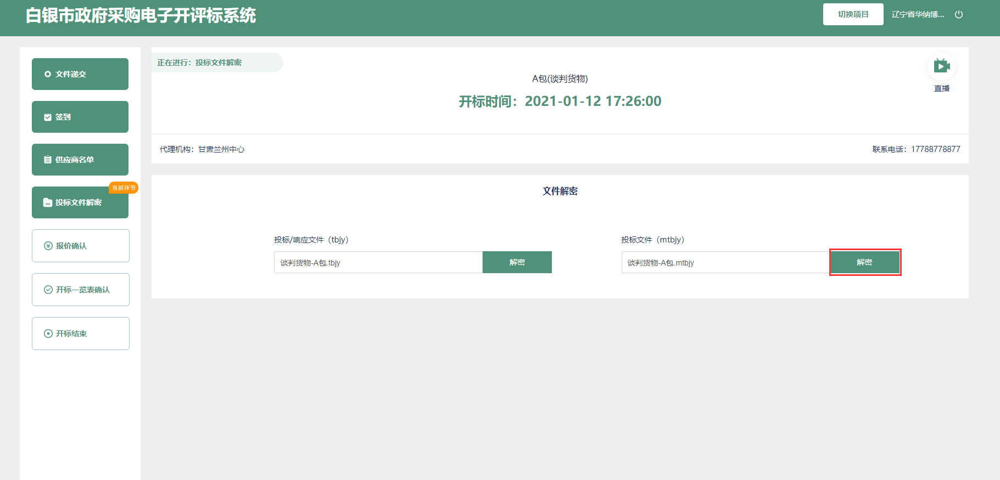 白银市政府采购电子开评标系统
切换项目
辽宁省华纳博...
文件递交
签到
供应商名单
当前环节
投标文件解密
报价确认
开标一览表确认
开标结束
正在进行：投标文件解密
直播
A包(谈判货物)
开标时间：2021-01-12 17:26:00
代理机构：甘肃兰州中心
联系电话：17788778877
文件解密
投标/响应文件（tbjy）
谈判货物-A包.tbjy
解密
投标文件（mtbjy）
谈判货物-A包.mtbjy
解密